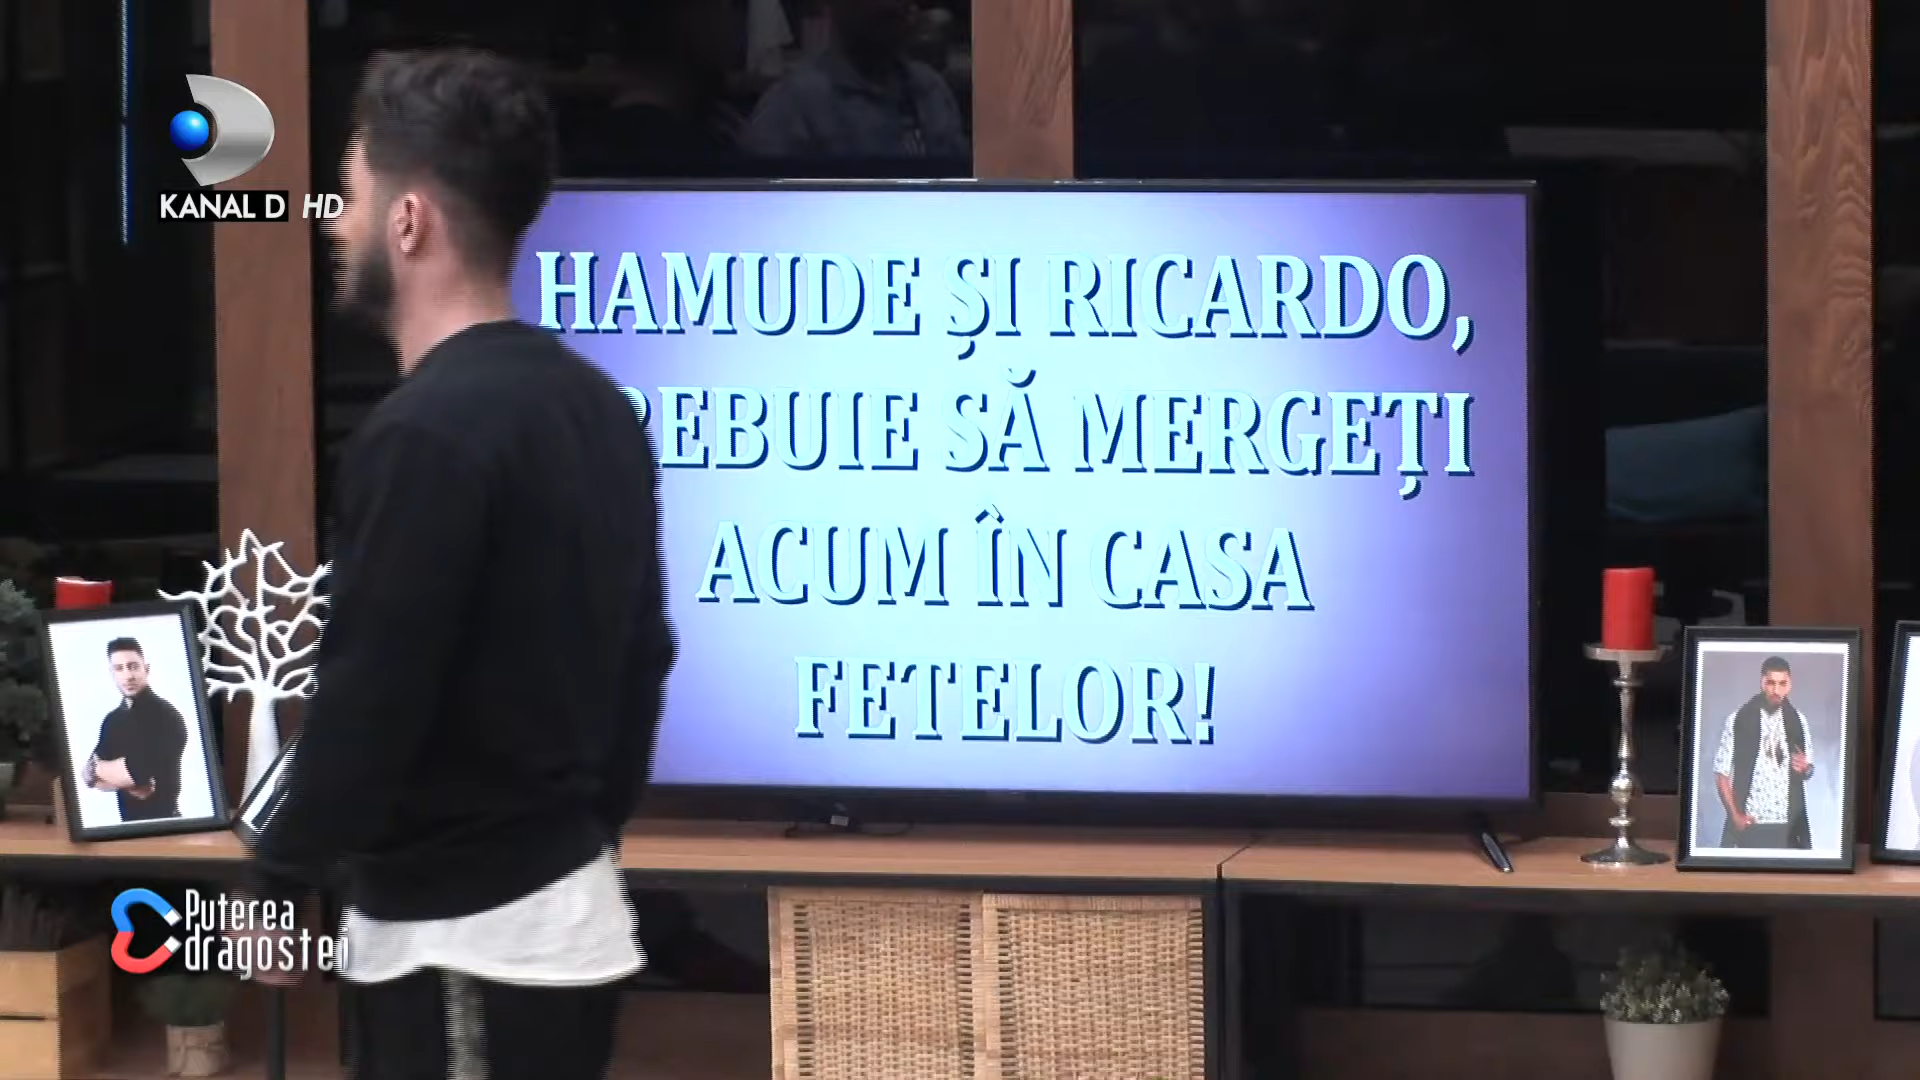 KANAL D HD
HAMUDE ȘI RICARDO,
SĂ MERGEȚI
ACUM ÎN CASA
FETELOR!
Puterea
dragostei